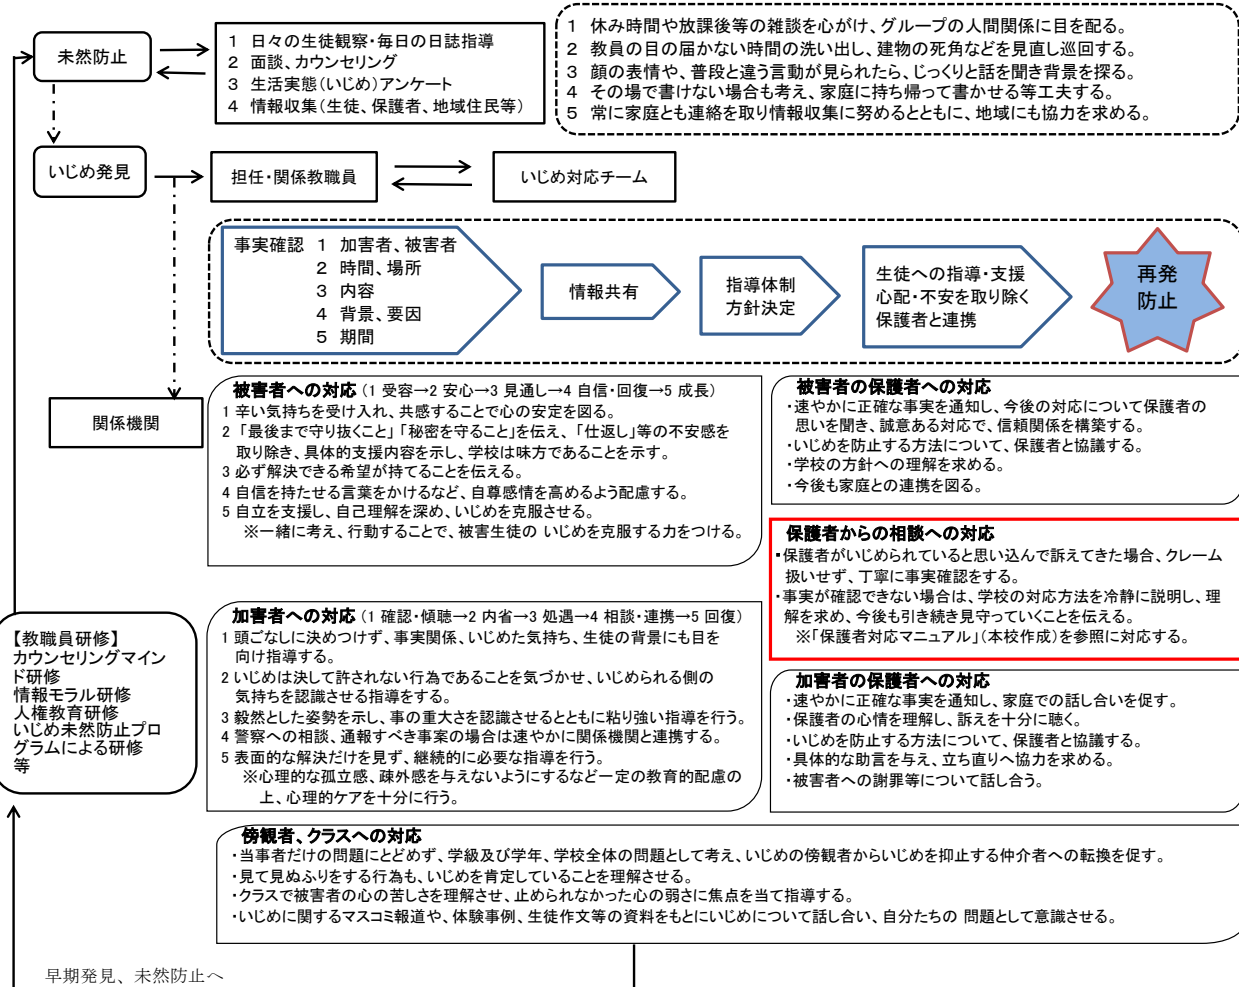 未然防止
1 日々の生徒観察・毎日の日誌指導
2 面談、カウンセリング
3 生活実態(いじめ)アンケート
4 情報収集(生徒、保護者、地域住民等)
1 休み時間や放課後等の雑談を心がけ、グループの人間関係に目を配る。
2 教員の目の届かない時間の洗い出し、建物の死角などを見直し巡回する。
3 顔の表情や、普段と違う言動が見られたら、じっくりと話を聞き背景を探る。
4 その場で書けない場合も考え、家庭に持ち帰って書かせる等工夫する。
5 常に家庭とも連絡を取り情報収集に努めるとともに、地域にも協力を求める。
いじめ発見
担任・関係教職員
いじめ対応チーム
事実確認 1 加害者、被害者
2 時間、場所
3 内容
4 背景、要因
5 期間
情報共有
指導体制
方針決定
生徒への指導・支援
心配・不安を取り除く
保護者と連携
再発
防止
関係機関
被害者への対応(1 受容→2 安心→3 見通し→4 自信・回復→5 成長)
1 辛い気持ちを受け入れ、共感することで心の安定を図る。
2 「最後まで守り抜くこと」「秘密を守ること」を伝え、「仕返し」等の不安感を
取り除き、具体的支援内容を示し、学校は味方であることを示す。
3 必ず解決できる希望が持てることを伝える。
4 自信を持たせる言葉をかけるなど、自尊感情を高めるよう配慮する。
5 自立を支援し、自己理解を深め、いじめを克服させる。
※一緒に考え、行動することで、被害生徒の いじめを克服する力をつける。
被害者の保護者への対応
・速やかに正確な事実を通知し、今後の対応について保護者の
思いを聞き、誠意ある対応で、信頼関係を構築する。
・いじめを防止する方法について、保護者と協議する。
・学校の方針への理解を求める。
・今後も家庭との連携を図る。
保護者からの相談への対応
・保護者がいじめられていると思い込んで訴えてきた場合、クレーム
扱いせず、丁寧に事実確認をする。
・事実が確認できない場合は、学校の対応方法を冷静に説明し、理
解を求め、今後も引き続き見守っていくことを伝える。
※「保護者対応マニュアル」(本校作成)を参照に対応する。
加害者への対応(1 確認・傾聴→2 内省→3 処遇→4 相談・連携→5 回復)
1 頭ごなしに決めつけず、事実関係、いじめた気持ち、生徒の背景にも目を
向け指導する。
2 いじめは決して許されない行為であることを気づかせ、いじめられる側の
気持ちを認識させる指導をする。
3 毅然とした姿勢を示し、事の重大さを認識させるとともに粘り強い指導を行う。
4 警察への相談、通報すべき事案の場合は速やかに関係機関と連携する。
5 表面的な解決だけを見ず、継続的に必要な指導を行う。
※心理的な孤立感、疎外感を与えないようにするなど一定の教育的配慮の
上、心理的ケアを十分に行う。
加害者の保護者への対応
・速やかに正確な事実を通知し、家庭での話し合いを促す。
・保護者の心情を理解し、訴えを十分に聴く。
・いじめを防止する方法について、保護者と協議する。
・具体的な助言を与え、立ち直りへ協力を求める。
・被害者への謝罪等について話し合う。
【教職員研修】
カウンセリングマイン
ド研修
情報モラル研修
人権教育研修
いじめ未然防止プロ
グラムによる研修
等
傍観者、クラスへの対応
・当事者だけの問題にとどめず、学級及び学年、学校全体の問題として考え、いじめの傍観者からいじめを抑止する仲介者への転換を促す。
・見て見ぬふりをする行為も、いじめを肯定していることを理解させる。
・クラスで被害者の心の苦しさを理解させ、止められなかった心の弱さに焦点を当て指導する。
・いじめに関するマスコミ報道や、体験事例、生徒作文等の資料をもとにいじめについて話し合い、自分たちの 問題として意識させる。
早期発見、未然防止へ